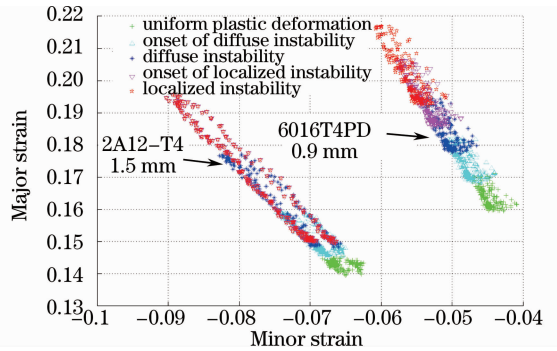 0.22
0.21
0.20
0.19
0.18
0.17
0.16
0.15
0.14
0.13
Major strain
uniform plastic deformation
onset of diffuse instability
diffuse instability
onset of localized instability
localized instability
2A12-T4
1.5 mm
6016T4PD
0.9 mm
−0.1 −0.09 −0.08 −0.07 −0.06 −0.05 −0.04
Minor strain